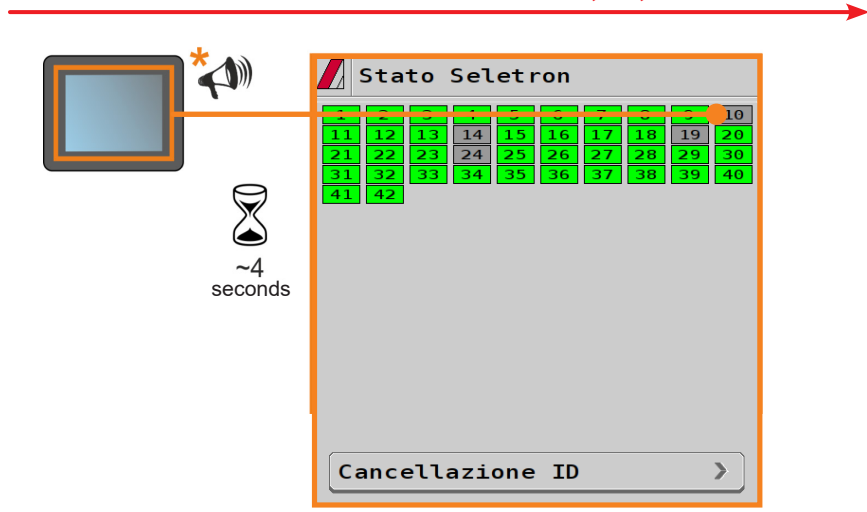 *
Stato Seletron
1 2 3 4 5 6 7 8 9 10
11 12 13 14 15 16 17 18 19 20
21 22 23 24 25 26 27 28 29 30
31 32 33 34 35 36 37 38 39 40
41 42
~4
seconds
Cancellazione ID